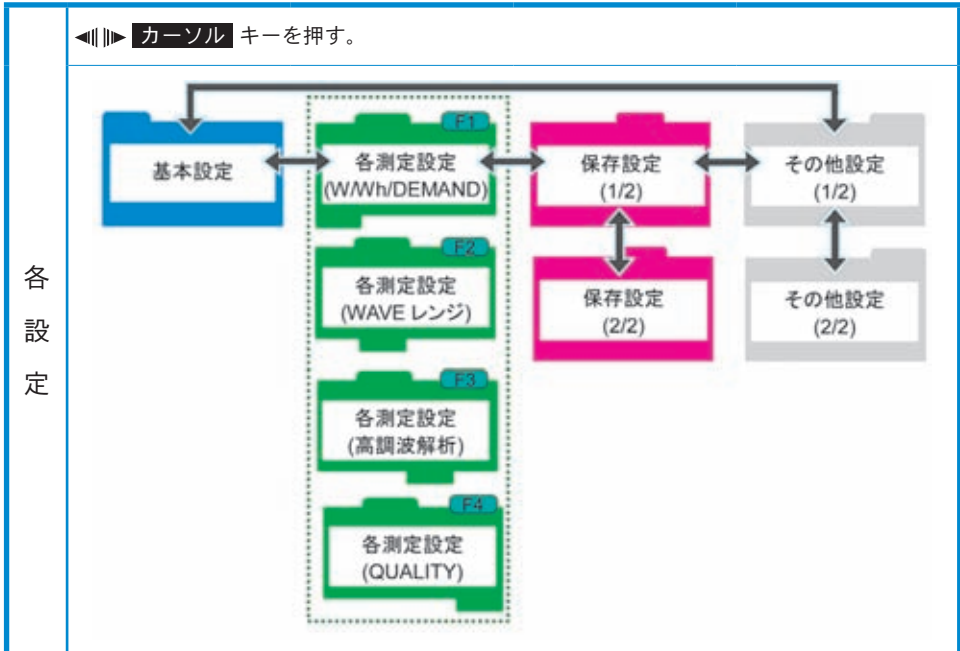 カーソル キーを押す。
各設定
基本設定
F1
各測定設定
(W/Wh/DEMAND)
F2
各測定設定
(WAVE レンジ)
F3
各測定設定
(高調波解析)
F4
各測定設定
(QUALITY)
保存設定
(1/2)
保存設定
(2/2)
その他設定
(1/2)
その他設定
(2/2)